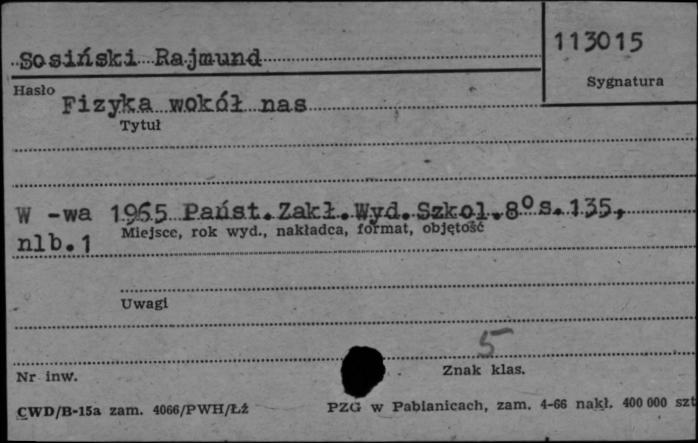 Sosiński Rajmund
113015
Hasło
Sygnatura
Fizyka wokół nas
Tytuł
W -wa 1965 Państ.Zakł.Wyd.Szkol.8° s.135,
nlb.1
Miejsce, rok wyd., nakładca, format, objętość
Uwagi
5
Nr inw.
Znak klas.
CWD/B-15a zam. 4066/PWH/Łż
PZG w Pabianicach, zam. 4-66 nakł. 400 000 szt